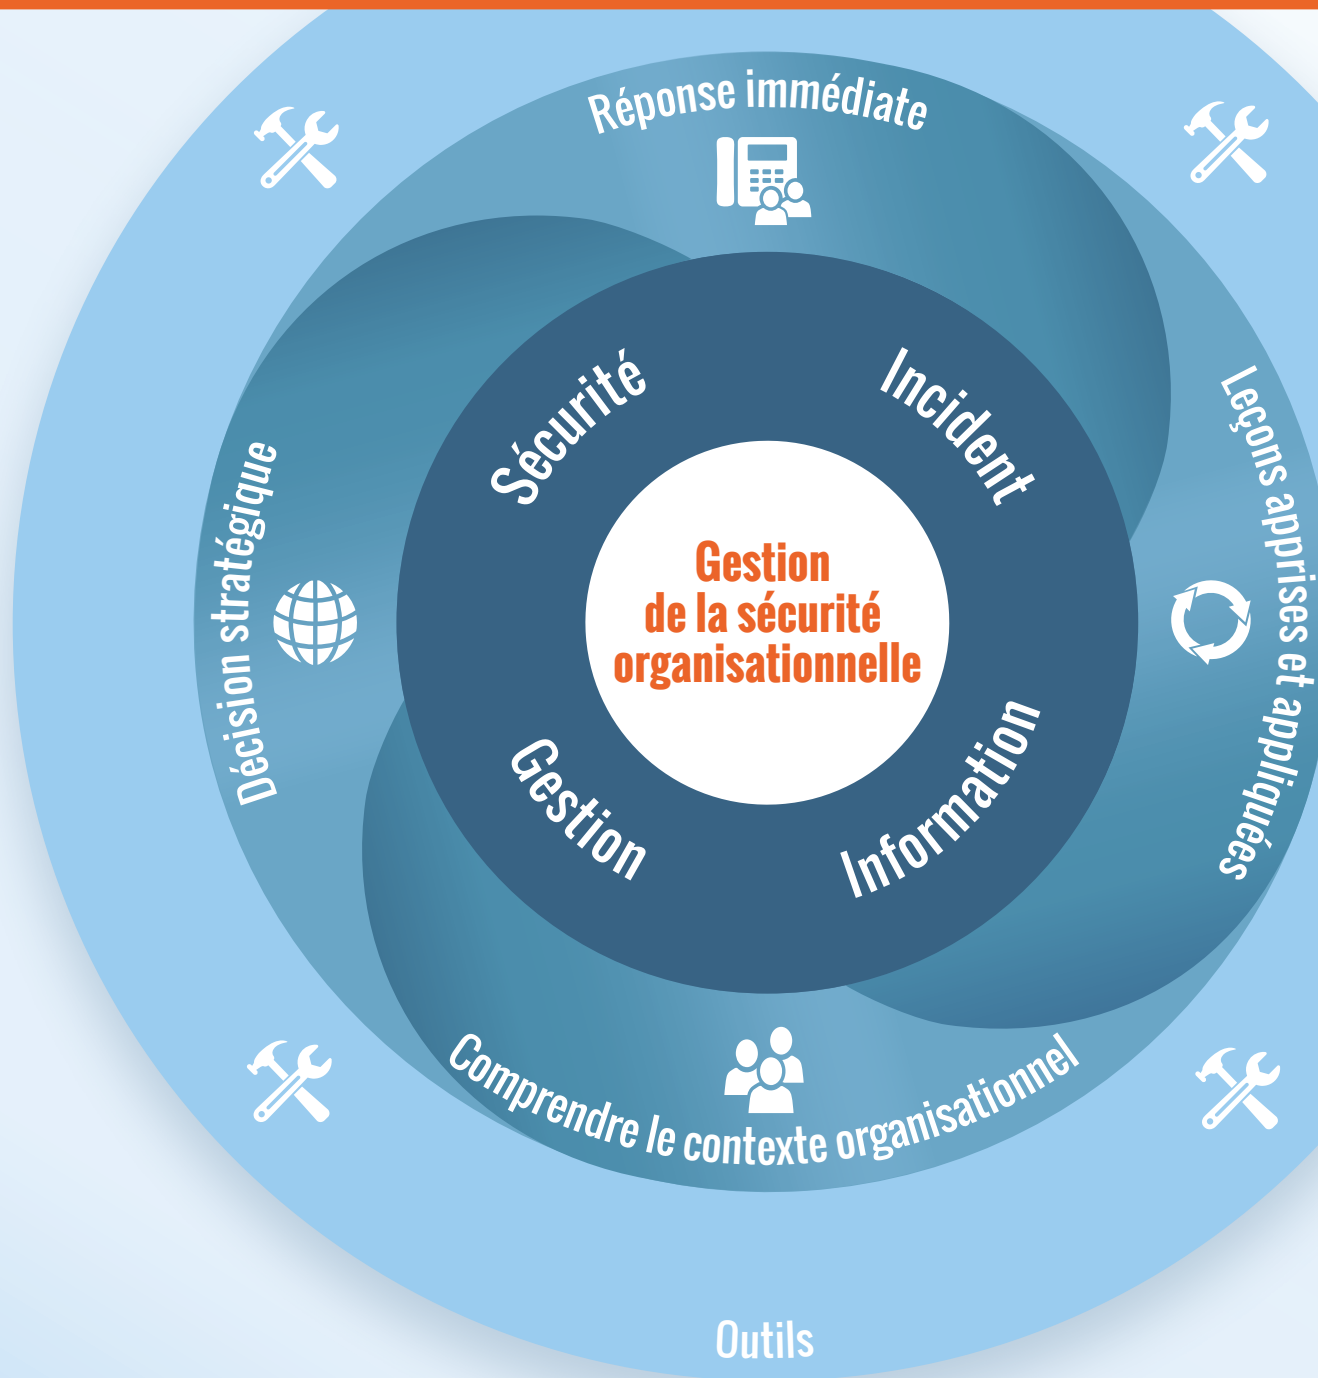 Réponse immédiate
Sécurité
Incident
Leçons apprises et appliquées
Décision stratégique
Gestion
de la sécurité
organisationnelle
Gestion
Information
Comprendre le contexte organisationnel
Outils